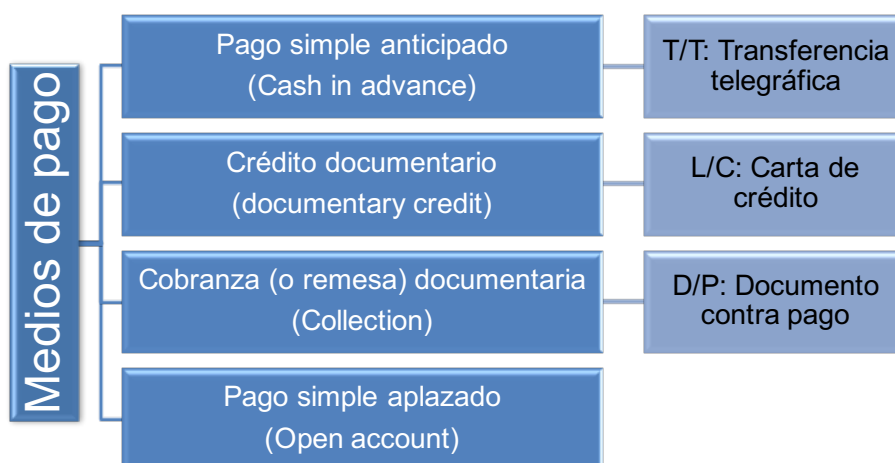 Medios de pago
Pago simple anticipado
(Cash in advance)
T/T: Transferencia
telegráfica
Crédito documentario
(documentary credit)
L/C: Carta de
crédito
Cobranza (o remesa) documentaria
(Collection)
D/P: Documento
contra pago
Pago simple aplazado
(Open account)